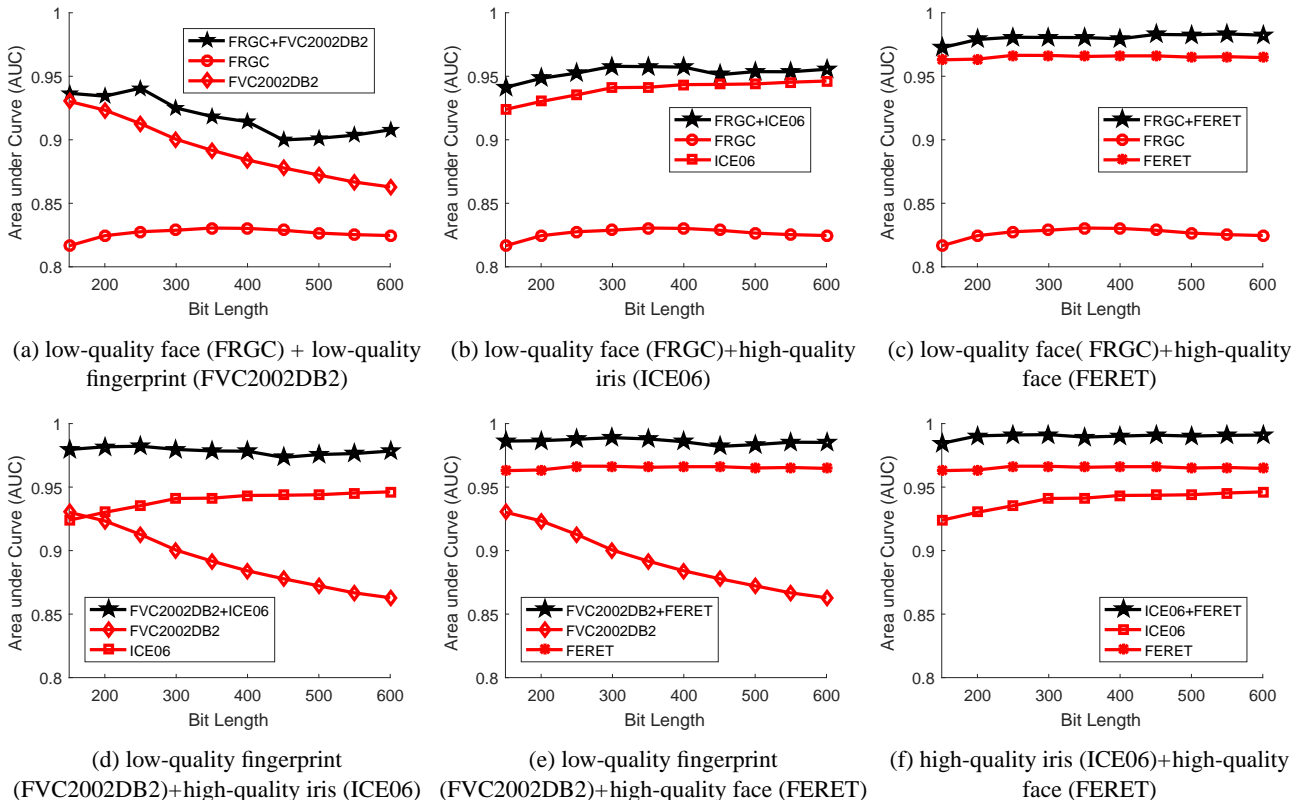 1
0.95
0.9
0.85
0.8
Area under Curve (AUC)
FRGC+FVC2002DB2
FRGC
FVC2002DB2
200 300 400 500 600
Bit Length
(a) low-quality face (FRGC) + low-quality
fingerprint (FVC2002DB2)
1
0.95
0.9
0.85
0.8
Area under Curve (AUC)
FRGC+ICE06
FRGC
ICE06
200 300 400 500 600
Bit Length
(b) low-quality face (FRGC)+high-quality
iris (ICE06)
1
0.95
0.9
0.85
0.8
Area under Curve (AUC)
FRGC+FERET
FRGC
FERET
200 300 400 500 600
Bit Length
(c) low-quality face( FRGC)+high-quality
face (FERET)
1
0.95
0.9
0.85
0.8
Area under Curve (AUC)
FVC2002DB2+ICE06
FVC2002DB2
ICE06
200 300 400 500 600
Bit Length
(d) low-quality fingerprint
(FVC2002DB2)+high-quality iris (ICE06)
1
0.95
0.9
0.85
0.8
Area under Curve (AUC)
FVC2002DB2+FERET
FVC2002DB2
FERET
200 300 400 500 600
Bit Length
(e) low-quality fingerprint
(FVC2002DB2)+high-quality face (FERET)
1
0.95
0.9
0.85
0.8
Area under Curve (AUC)
ICE06+FERET
ICE06
FERET
200 300 400 500 600
Bit Length
(f) high-quality iris (ICE06)+high-quality
face (FERET)